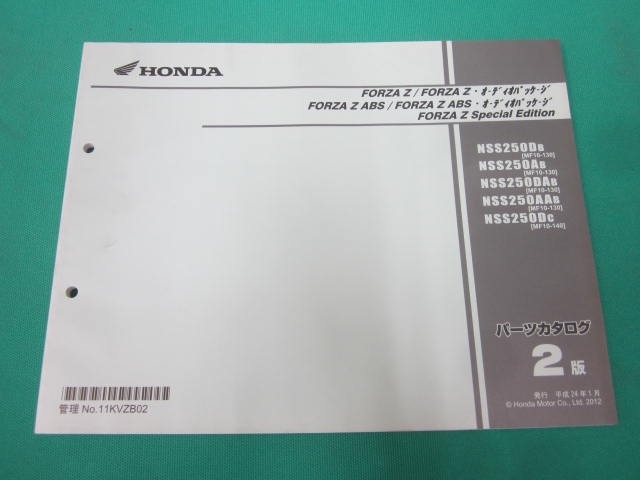 HONDA
FORZA Z / FORZA Z・ｵｰﾃﾞｨｵﾊﾟｯｹｰｼﾞ
FORZA Z ABS / FORZA Z ABS・ｵｰﾃﾞｨｵﾊﾟｯｹｰｼﾞ
FORZA Z Special Edition
NSS250DB
[MF10-130]
NSS250AB
[MF10-130]
NSS250DAB
[MF10-130]
NSS250AAB
[MF10-130]
NSS250DC
[MF10-140]
パーツカタログ
2版
発行 平成24年1月
© Honda Motor Co., Ltd. 2012
管理 No.11KVZB02